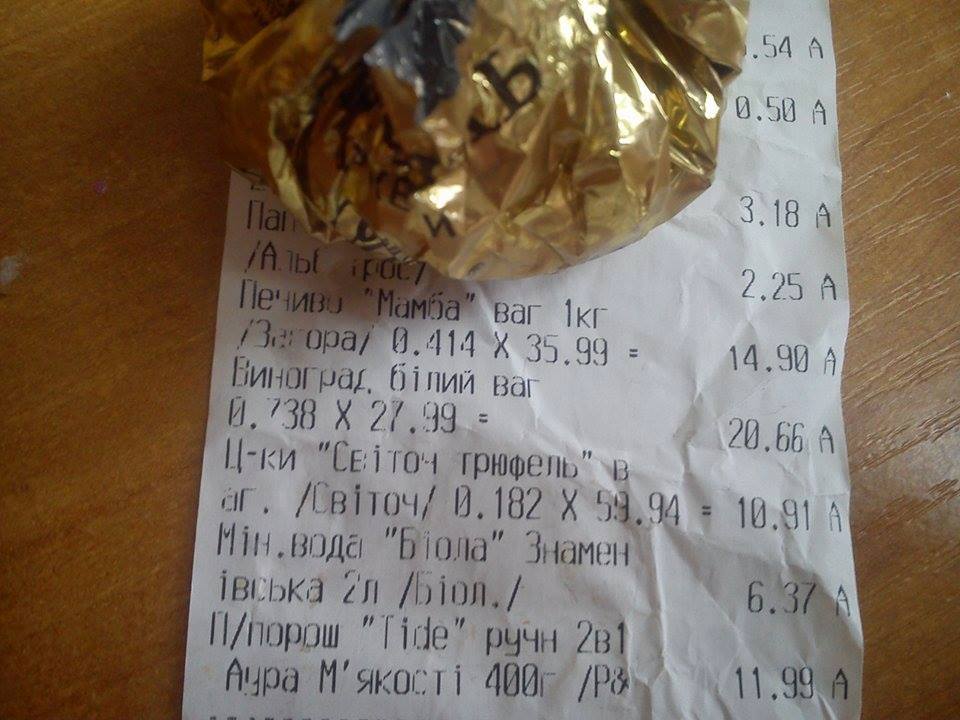 .54 А
0.50 А
3.18 А
2.25 А
Печиво "Мамба" ваг 1кг
/Загора/ 0.414 X 35.99 = 14.90 А
Виноград білий ваг
0.738 X 27.99 = 20.66 А
Ц-ки "Світоч трюфель" в
аг. /Світоч/ 0.182 X 59.94 = 10.91 А
Мін.вода "Біола" Знамен
івська 2л /Біол./ 6.37 А
П/порош "Tide" ручн 2в1
Аура М'якості 400г /P& 11.99 А